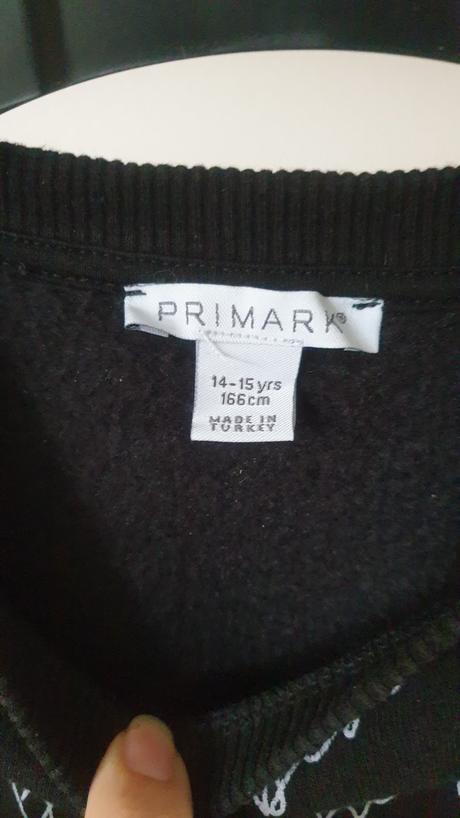 PRIMARK®
14-15 yrs
166cm
MADE IN
TURKEY